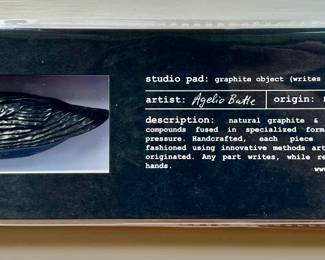 studio pad: graphite object (writes
artist: Agelio Batle origin:
description: natural graphite &
compounds fused in specialized form
pressure. Handcrafted, each piece
fashioned using innovative methods art
originated. Any part writes, while re
hands.
www